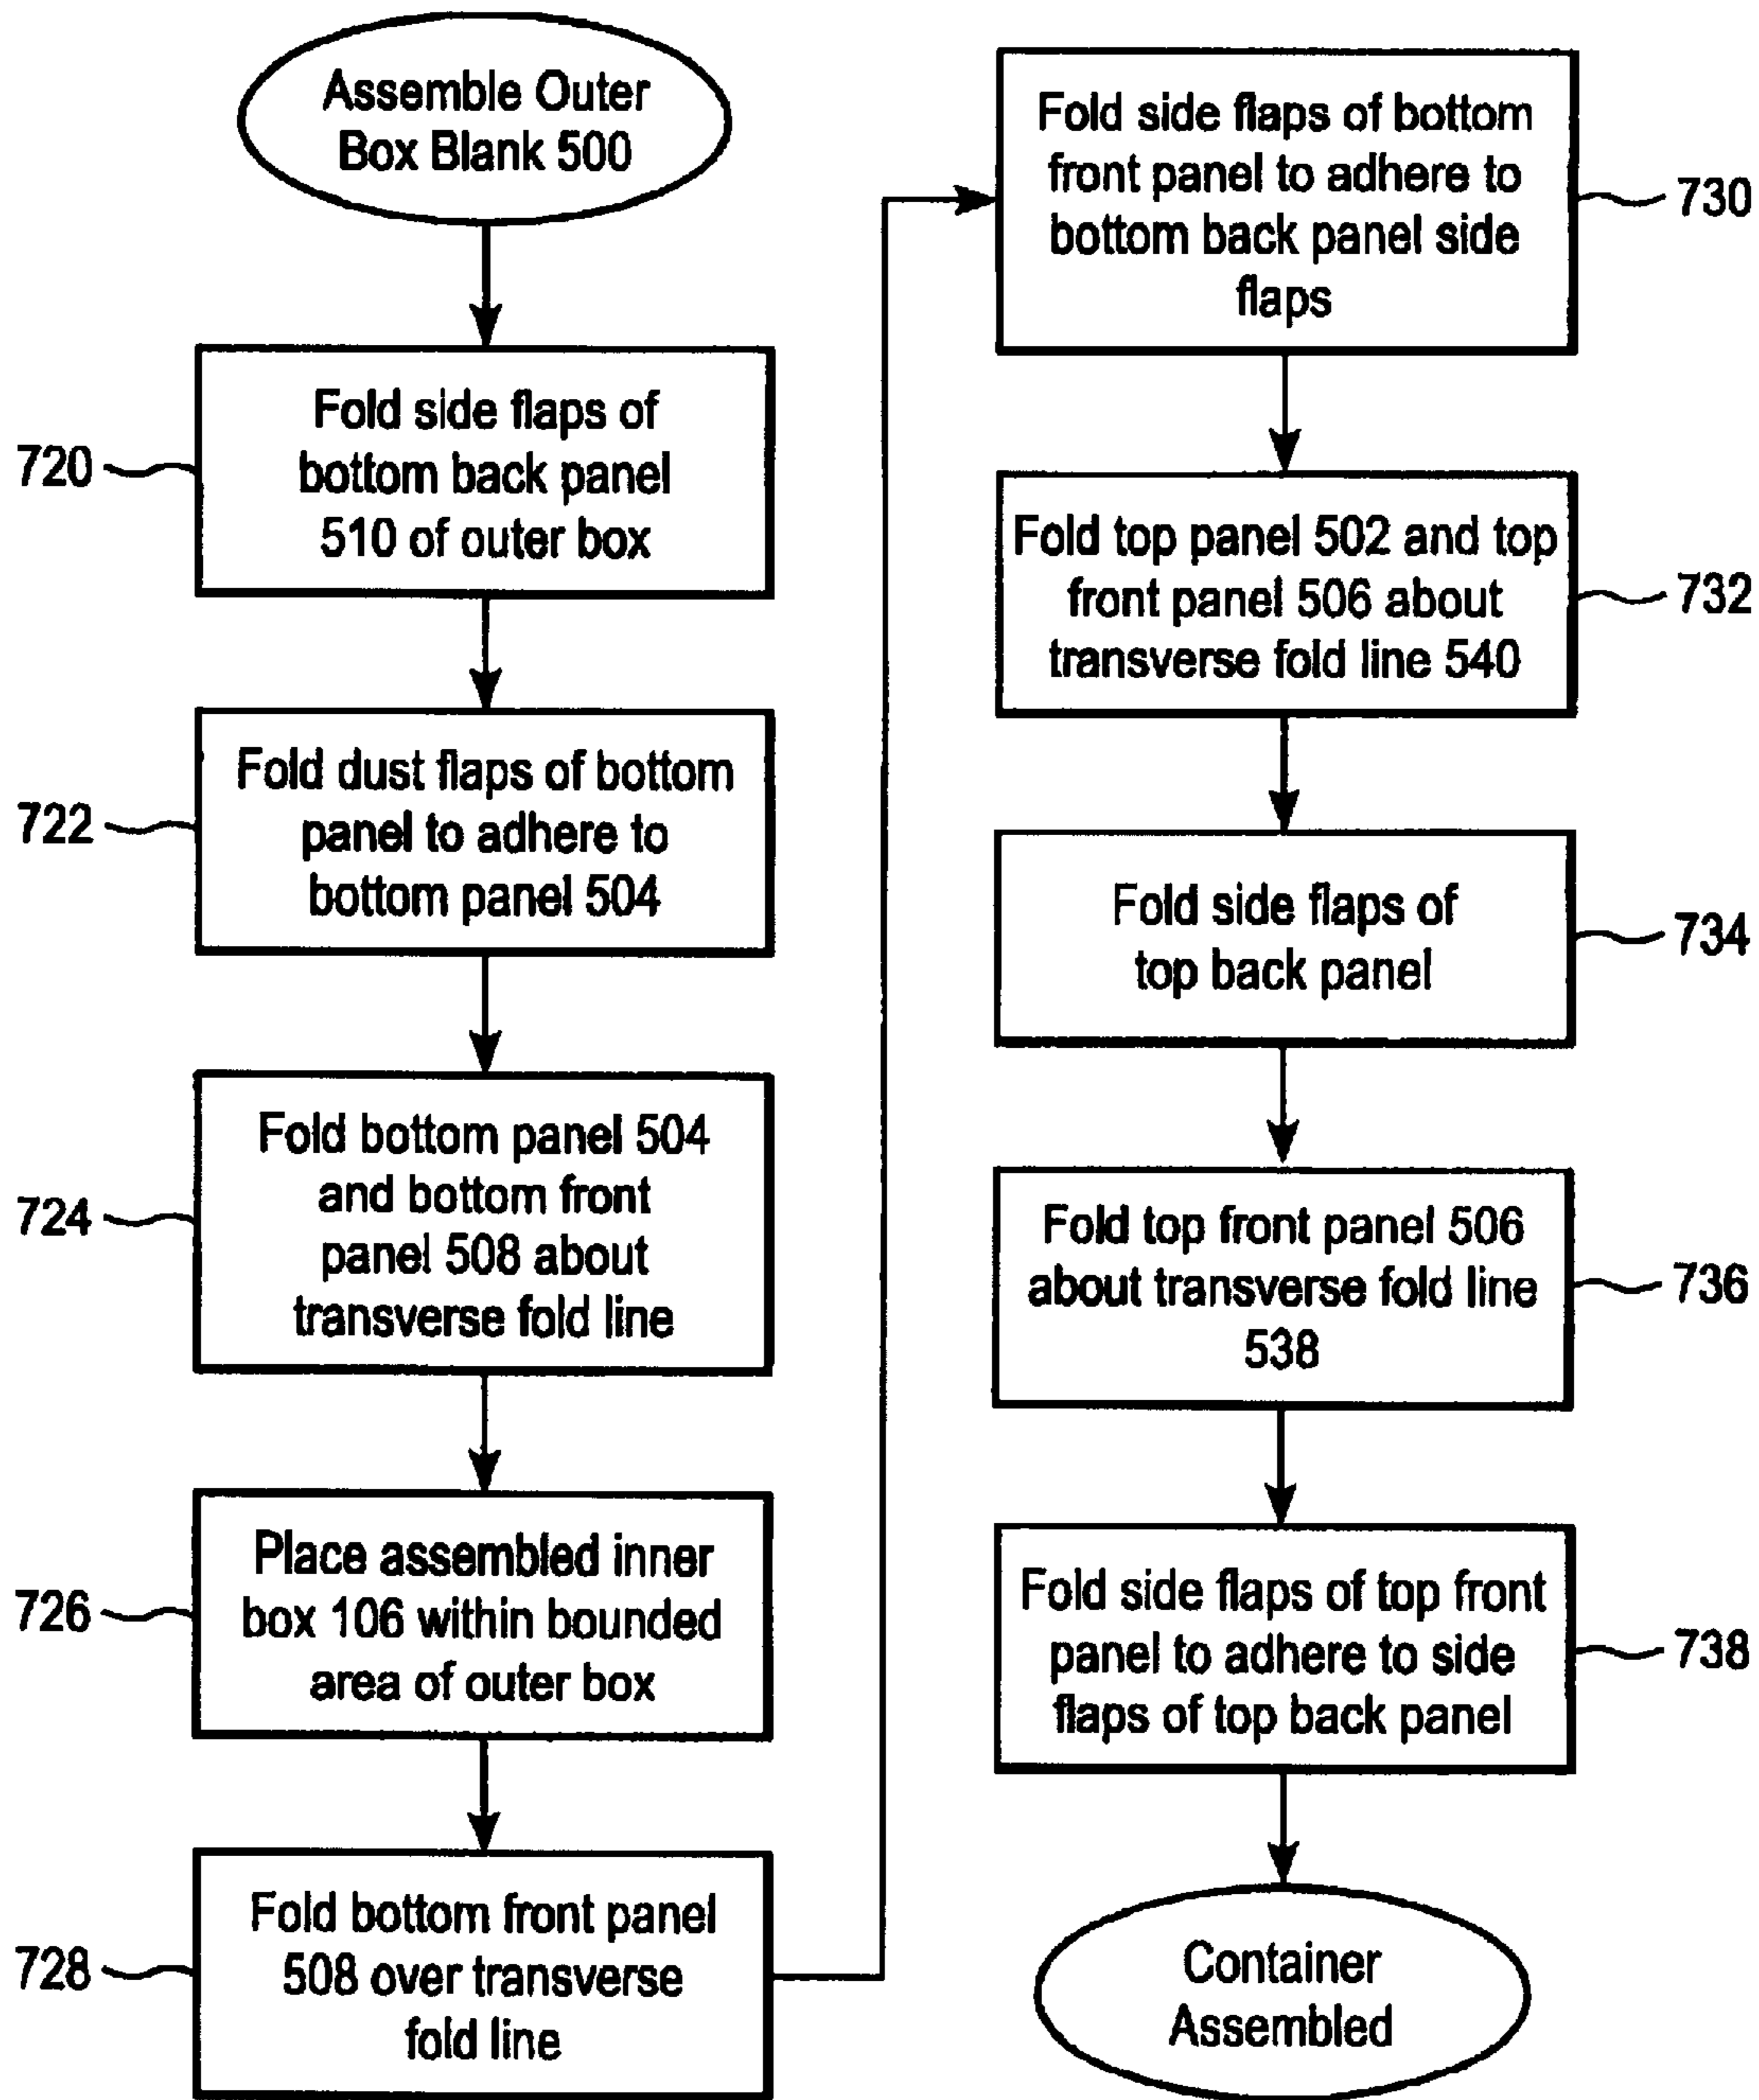 Assemble Outer
Box Blank 500
720
Fold side flaps of
bottom back panel
510 of outer box
722
Fold dust flaps of bottom
panel to adhere to
bottom panel 504
724
Fold bottom panel 504
and bottom front
panel 508 about
transverse fold line
726
Place assembled inner
box 106 within bounded
area of outer box
728
Fold bottom front panel
508 over transverse
fold line
Fold side flaps of bottom
front panel to adhere to
bottom back panel side
flaps
730
Fold top panel 502 and top
front panel 506 about
transverse fold line 540
732
Fold side flaps of
top back panel
734
Fold top front panel 506
about transverse fold line
538
736
Fold side flaps of top front
panel to adhere to side
flaps of top back panel
738
Container
Assembled